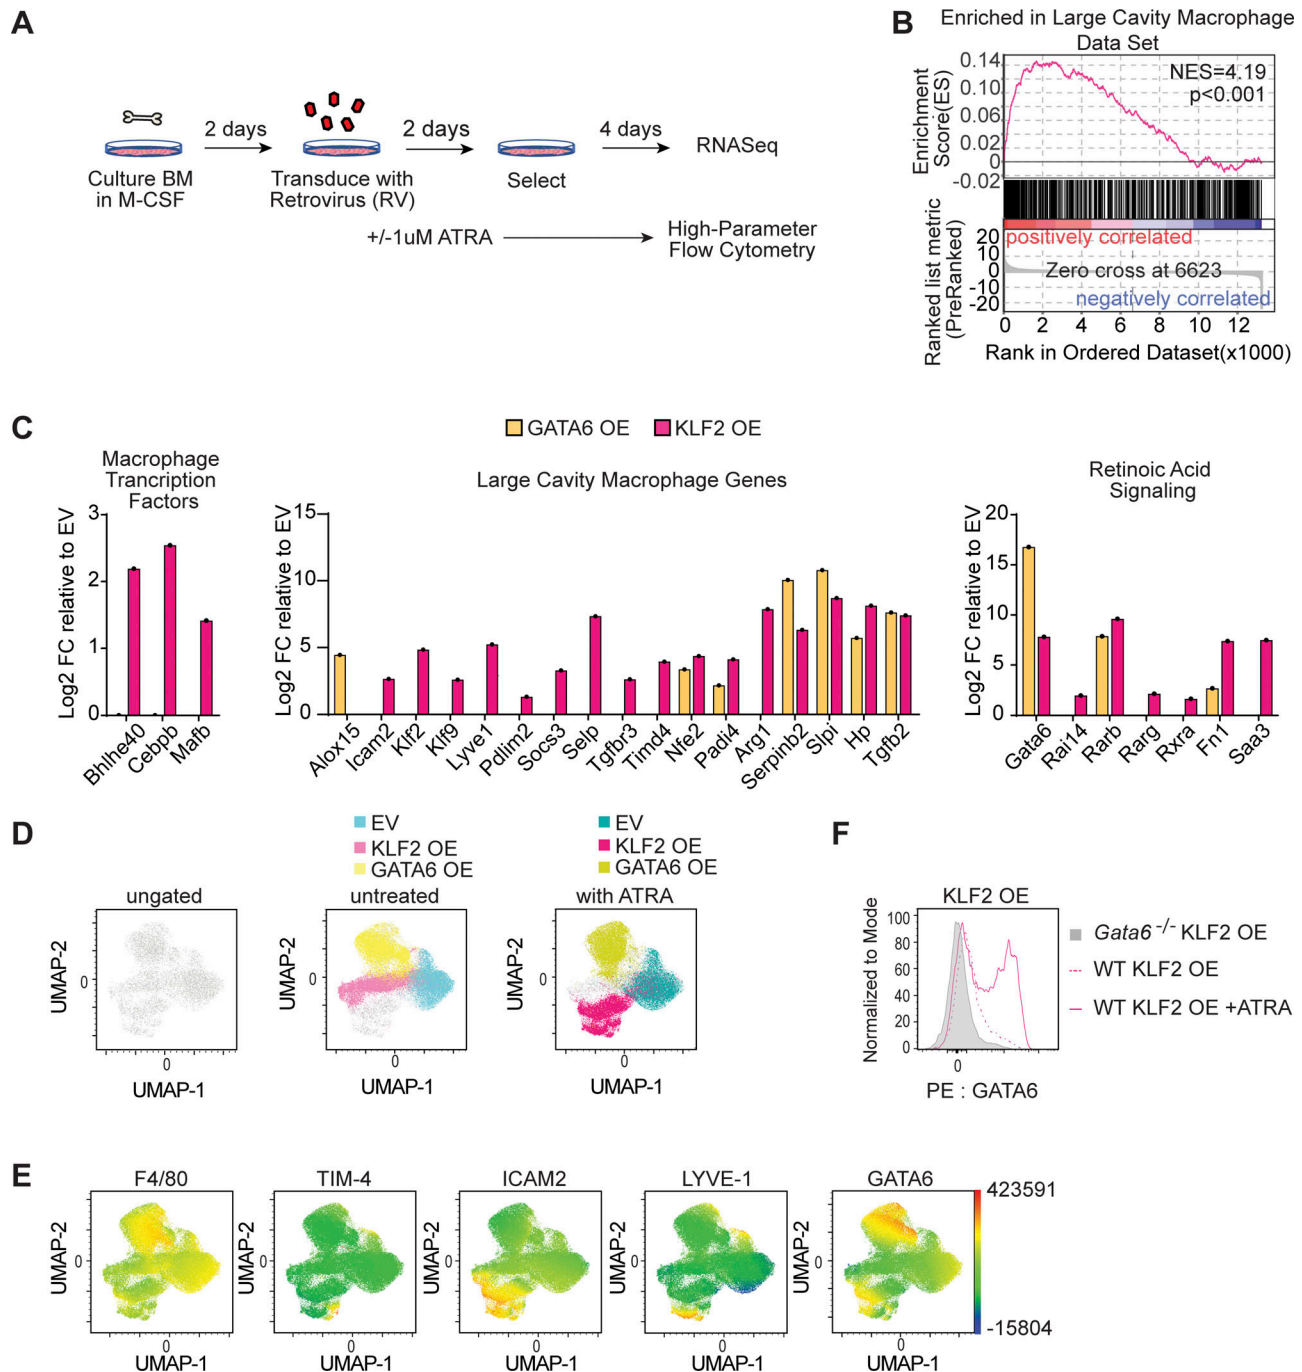 A
2 days
2 days
4 days
RNASeq
Culture BM
in M-CSF
Transduce with
Retrovirus (RV)
Select
+/-1uM ATRA
High-Parameter
Flow Cytometry
B
Enriched in Large Cavity Macrophage
Data Set
0.14
0.10
0.06
0.02
0
-0.02
Enrichment
Score(ES)
NES=4.19
p<0.001
positively correlated
Zero cross at 6623
negatively correlated
20
10
0
-10
-20
Ranked list metric
(PreRanked)
0 2 4 6 8 10 12
Rank in Ordered Dataset(x1000)
C
GATA6 OE KLF2 OE
Macrophage
Trancription
Factors
Log2 FC relative to EV
3
2
1
0
Bhlhe40 Cebpb Mafb
Large Cavity Macrophage Genes
Log2 FC relative to EV
15
10
5
0
Alox15 Icam2 Klf2 Klf9 Lyve1 Pdlim2 Socs3 Selp Tgfbr3 Timd4 Nfe2 Padi4 Arg1 Serpinb2 Slpi Hp Tgfb2
Retinoic Acid
Signaling
Log2 FC relative to EV
20
15
10
5
0
Gata6 Rai14 Rarb Rarg Rxra Fn1 Saa3
D
EV
KLF2 OE
GATA6 OE
EV
KLF2 OE
GATA6 OE
ungated
untreated
with ATRA
UMAP-2
0
0
UMAP-1
UMAP-2
0
0
UMAP-1
UMAP-2
0
0
UMAP-1
F
KLF2 OE
Normalized to Mode
100
80
60
40
20
0
0
PE : GATA6
Gata6 -/- KLF2 OE
WT KLF2 OE
WT KLF2 OE +ATRA
E
F4/80
TIM-4
ICAM2
LYVE-1
GATA6
UMAP-2
0
0
UMAP-1
UMAP-2
0
0
UMAP-1
UMAP-2
0
0
UMAP-1
UMAP-2
0
0
UMAP-1
UMAP-2
0
0
UMAP-1
423591
-15804